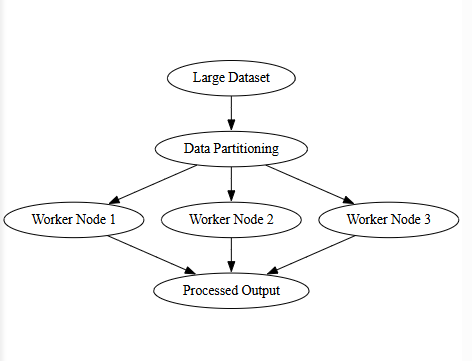 Large Dataset
Data Partitioning
Worker Node 1
Worker Node 2
Worker Node 3
Processed Output